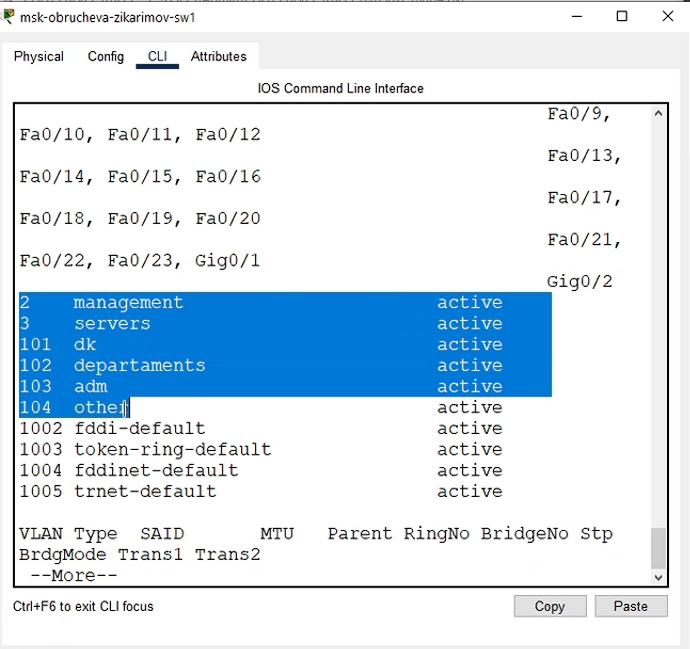 msk-obrucheva-zikarimov-sw1
Physical Config CLI Attributes
IOS Command Line Interface
Fa0/9,
Fa0/10, Fa0/11, Fa0/12
Fa0/13,
Fa0/14, Fa0/15, Fa0/16
Fa0/17,
Fa0/18, Fa0/19, Fa0/20
Fa0/21,
Fa0/22, Fa0/23, Gig0/1
Gig0/2
2 management active
3 servers active
101 dk active
102 departaments active
103 adm active
104 other active
1002 fddi-default active
1003 token-ring-default active
1004 fddinet-default active
1005 trnet-default active
VLAN Type SAID MTU Parent RingNo BridgeNo Stp
BrdgMode Trans1 Trans2
--More--
Ctrl+F6 to exit CLI focus
Copy Paste